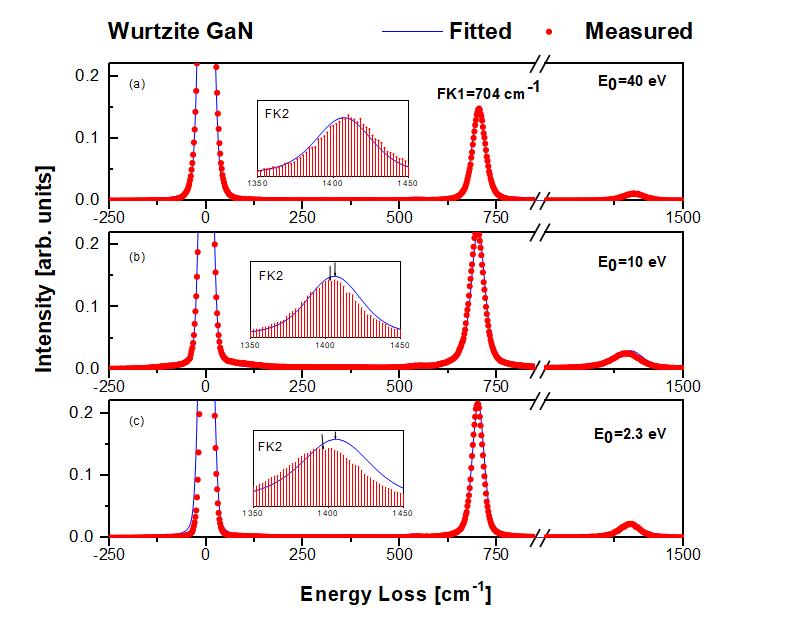 Wurtzite GaN
Fitted
Measured
Intensity [arb. units]
(a)
FK1=704 cm-1
E0=40 eV
0.2
0.1
0.0
FK2
1350
1400
1450
-250
0
250
500
750
1500
(b)
E0=10 eV
0.2
0.1
0.0
FK2
1350
1400
1450
-250
0
250
500
750
1500
(c)
E0=2.3 eV
0.2
0.1
0.0
FK2
1350
1400
1450
-250
0
250
500
750
1500
Energy Loss [cm-1]